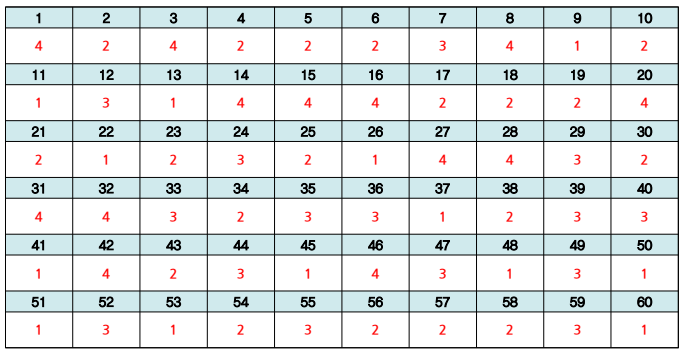 1 2 3 4 5 6 7 8 9 10
4 2 4 2 2 2 3 4 1 2
11 12 13 14 15 16 17 18 19 20
1 3 1 4 4 4 2 2 2 4
21 22 23 24 25 26 27 28 29 30
2 1 2 3 2 1 4 4 3 2
31 32 33 34 35 36 37 38 39 40
4 4 3 2 3 3 1 2 3 3
41 42 43 44 45 46 47 48 49 50
1 4 2 3 1 4 3 1 3 1
51 52 53 54 55 56 57 58 59 60
1 3 1 2 3 2 2 2 3 1